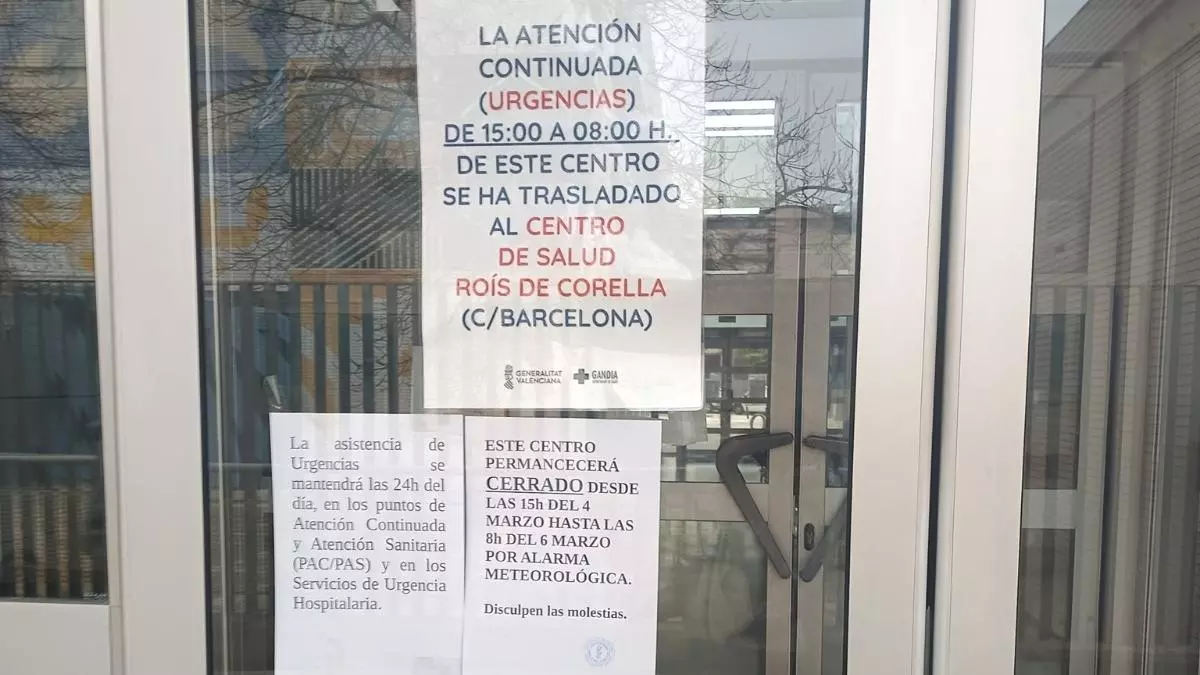 LA ATENCIÓN
CONTINUADA
(URGENCIAS)
DE 15:00 A 08:00 H.
DE ESTE CENTRO
SE HA TRASLADADO
AL CENTRO
DE SALUD
ROÍS DE CORELLA
(C/BARCELONA)
GENERALITAT
VALENCIANA
GANDIA
La asistencia de
Urgencias se
mantendrá las 24h del
día, en los puntos de
Atención Continuada
y Atención Sanitaria
(PAC/PAS) y en los
Servicios de Urgencia
Hospitalaria.
ESTE CENTRO
PERMANCECERÁ
CERRADO DESDE
LAS 15h DEL 4
MARZO HASTA LAS
8h DEL 6 MARZO
POR ALARMA
METEOROLÓGICA.
Disculpen las molestias.